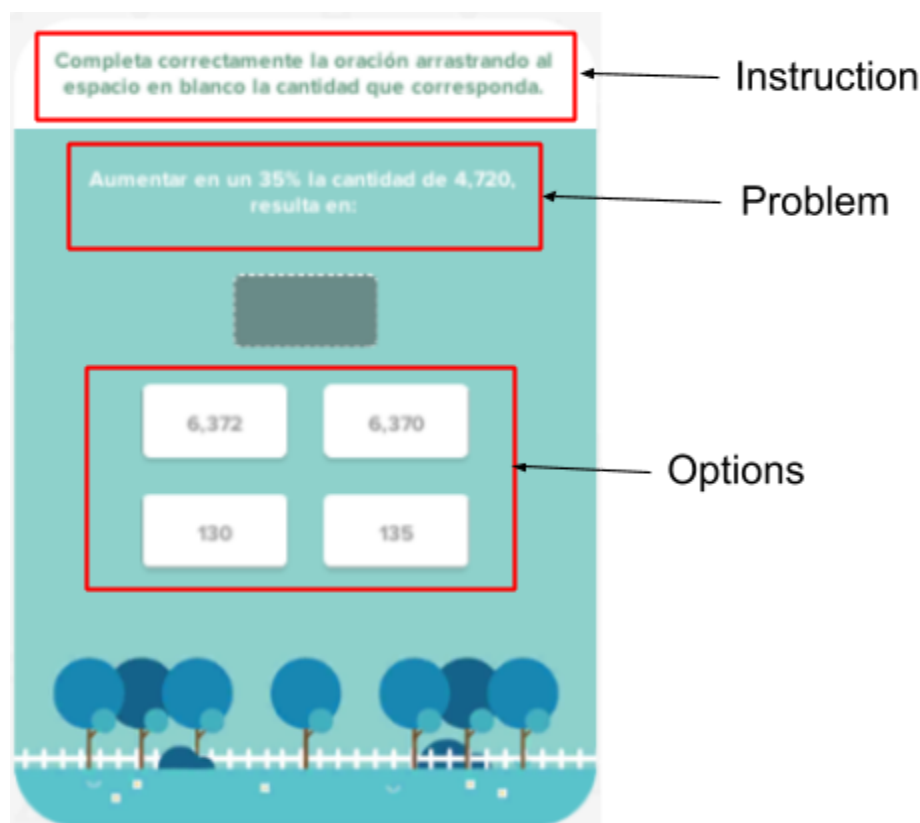 Completa correctamente la oración arrastrando al
espacio en blanco la cantidad que corresponda.
Instruction
Aumentar en un 35% la cantidad de 4,720,
resulta en:
Problem
6,372
6,370
Options
130
135